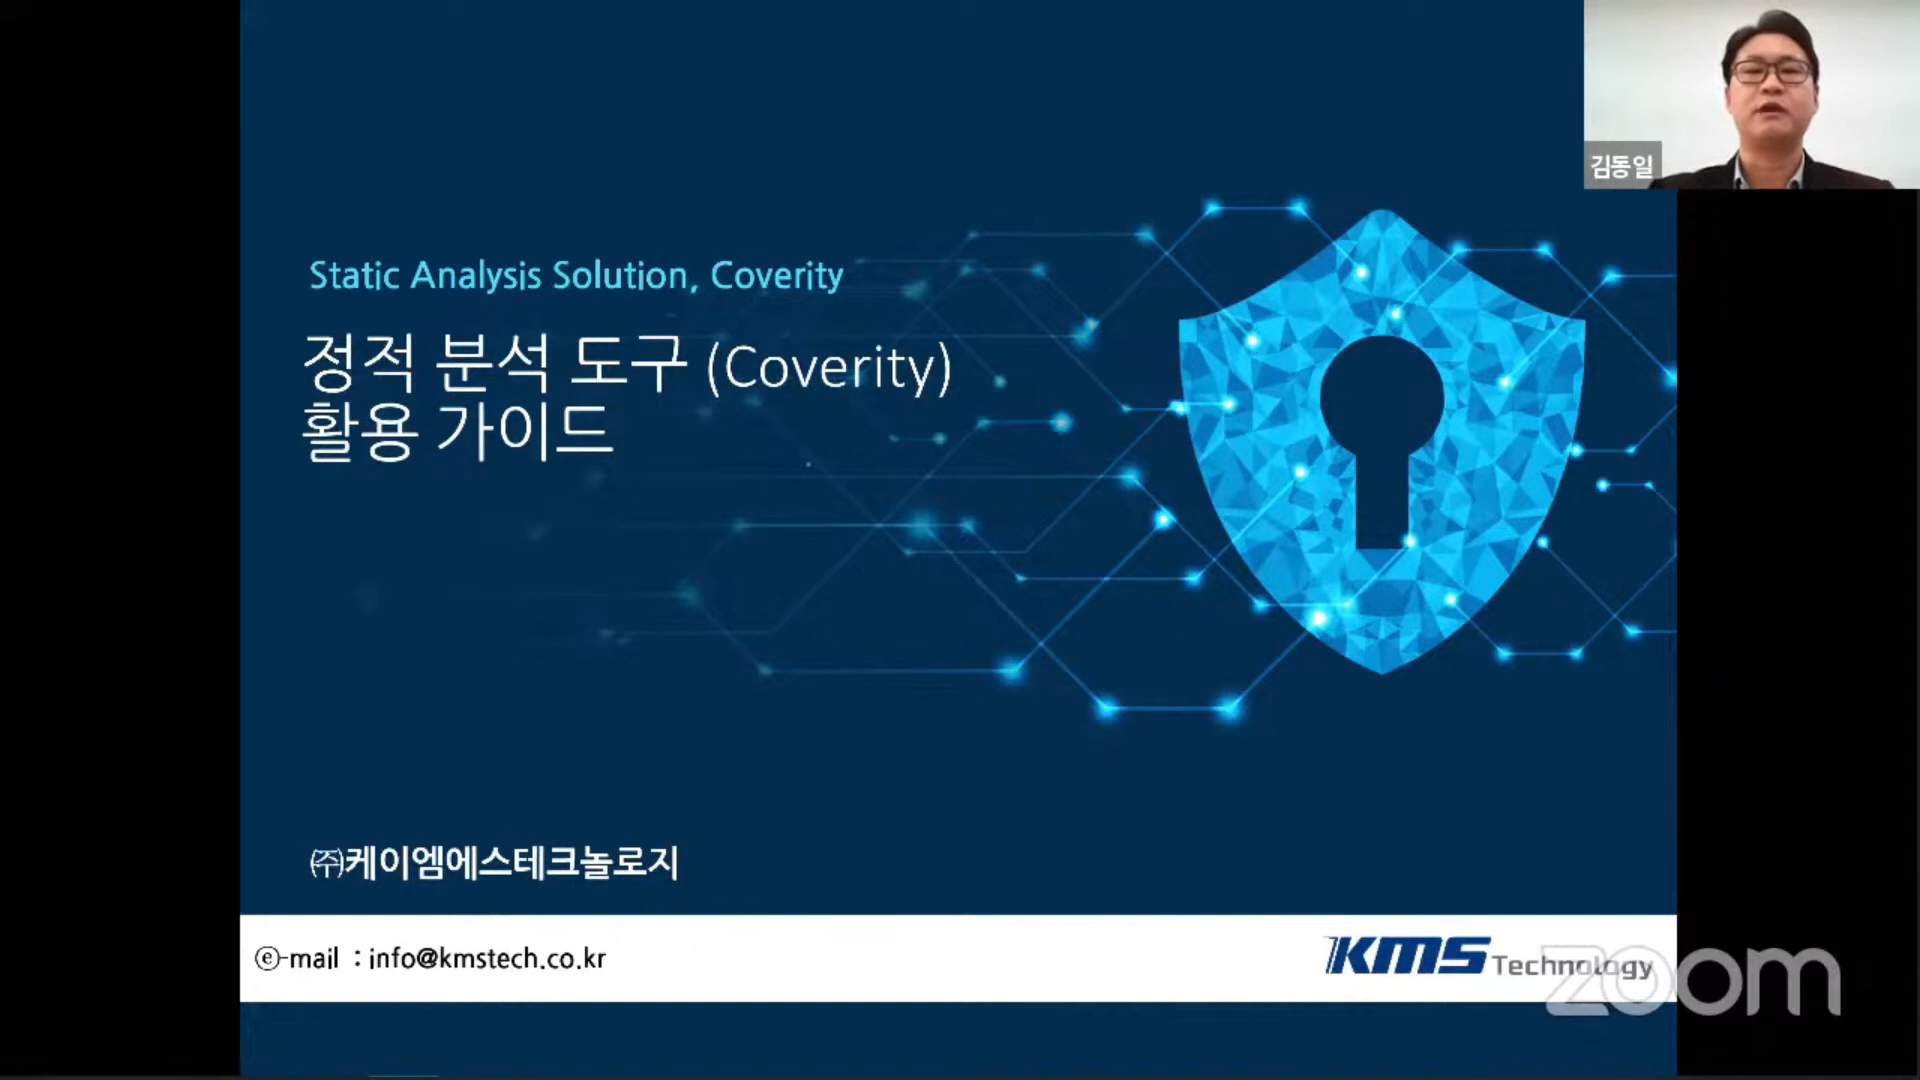 김동일
Static Analysis Solution, Coverity
정적 분석 도구 (Coverity)
활용 가이드
㈜케이엠에스테크놀로지
ⓔ-mail : info@kmstech.co.kr
KMS Technology
zoom